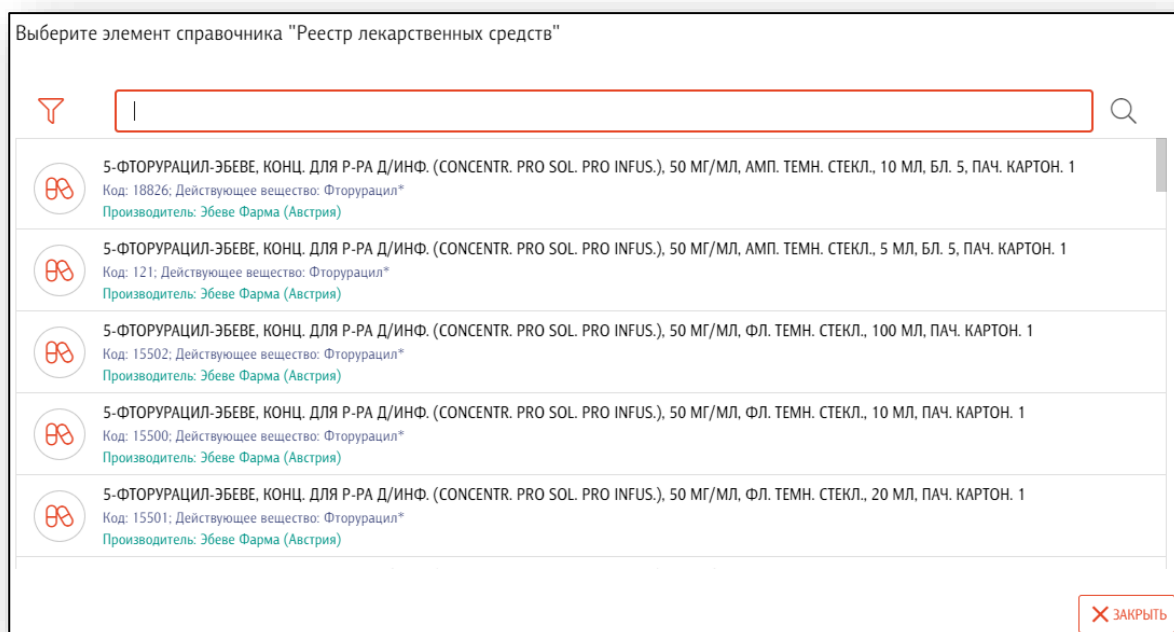 Выберите элемент справочника "Реестр лекарственных средств"
5-ФТОРУРАЦИЛ-ЭБЕВЕ, КОНЦ. ДЛЯ Р-РА Д/ИНФ. (CONCENTR. PRO SOL. PRO INFUS.), 50 МГ/МЛ, АМП. ТЕМН. СТЕКЛ., 10 МЛ, БЛ. 5, ПАЧ. КАРТОН. 1
Код: 18826; Действующее вещество: Фторурацил*
Производитель: Эбеве Фарма (Австрия)
5-ФТОРУРАЦИЛ-ЭБЕВЕ, КОНЦ. ДЛЯ Р-РА Д/ИНФ. (CONCENTR. PRO SOL. PRO INFUS.), 50 МГ/МЛ, АМП. ТЕМН. СТЕКЛ., 5 МЛ, БЛ. 5, ПАЧ. КАРТОН. 1
Код: 121; Действующее вещество: Фторурацил*
Производитель: Эбеве Фарма (Австрия)
5-ФТОРУРАЦИЛ-ЭБЕВЕ, КОНЦ. ДЛЯ Р-РА Д/ИНФ. (CONCENTR. PRO SOL. PRO INFUS.), 50 МГ/МЛ, ФЛ. ТЕМН. СТЕКЛ., 100 МЛ, ПАЧ. КАРТОН. 1
Код: 15502; Действующее вещество: Фторурацил*
Производитель: Эбеве Фарма (Австрия)
5-ФТОРУРАЦИЛ-ЭБЕВЕ, КОНЦ. ДЛЯ Р-РА Д/ИНФ. (CONCENTR. PRO SOL. PRO INFUS.), 50 МГ/МЛ, ФЛ. ТЕМН. СТЕКЛ., 10 МЛ, ПАЧ. КАРТОН. 1
Код: 15500; Действующее вещество: Фторурацил*
Производитель: Эбеве Фарма (Австрия)
5-ФТОРУРАЦИЛ-ЭБЕВЕ, КОНЦ. ДЛЯ Р-РА Д/ИНФ. (CONCENTR. PRO SOL. PRO INFUS.), 50 МГ/МЛ, ФЛ. ТЕМН. СТЕКЛ., 20 МЛ, ПАЧ. КАРТОН. 1
Код: 15501; Действующее вещество: Фторурацил*
Производитель: Эбеве Фарма (Австрия)
ЗАКРЫТЬ